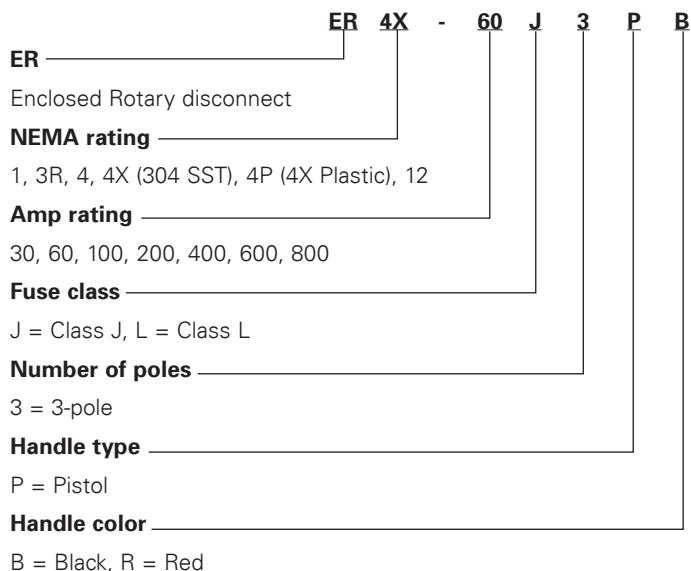 ER 4X - 60 J 3 P B
ER
Enclosed Rotary disconnect
NEMA rating
1, 3R, 4, 4X (304 SST), 4P (4X Plastic), 12
Amp rating
30, 60, 100, 200, 400, 600, 800
Fuse class
J = Class J, L = Class L
Number of poles
3 = 3-pole
Handle type
P = Pistol
Handle color
B = Black, R = Red